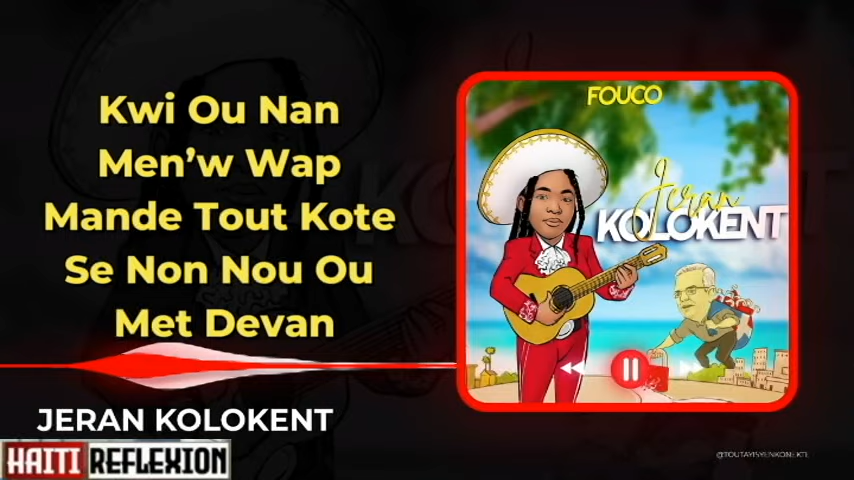 Kwi Ou Nan
Men'w Wap
Mande Tout Kote
Se Non Nou Ou
Met Devan
FOUCO
Jeran
KOLOKENT
JERAN KOLOKENT
HAITI REFLEXION
@TOUTAYISYENKONEKTE